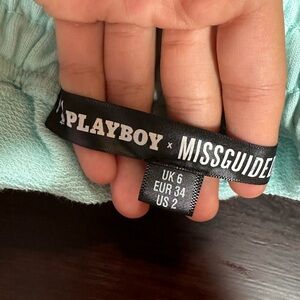 PLAYBOY × MISSGUIDED
UK 6
EUR 34
US 2